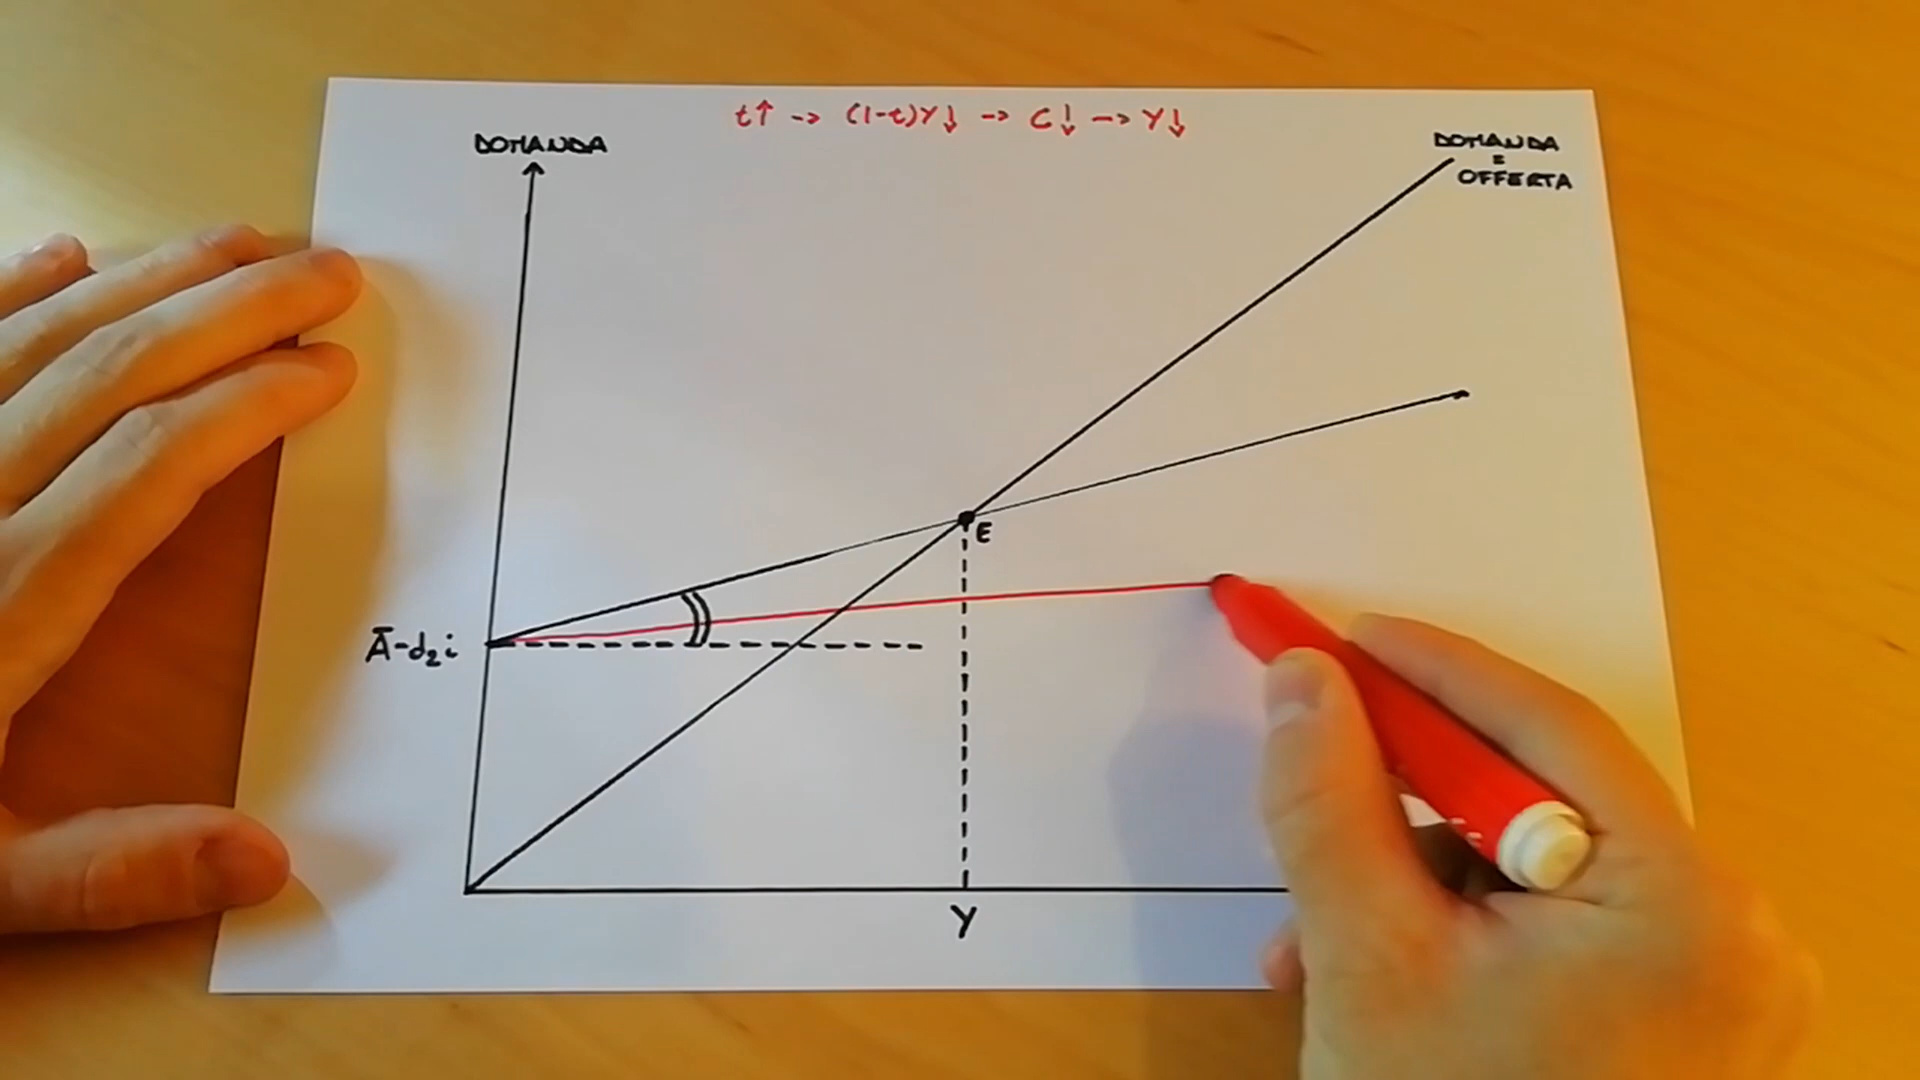 t↑ -> (1-t)Y↓ -> C↓ -> Y↓
DOMANDA
DOMANDA
=
OFFERTA
E
Ā-d₂i
Y